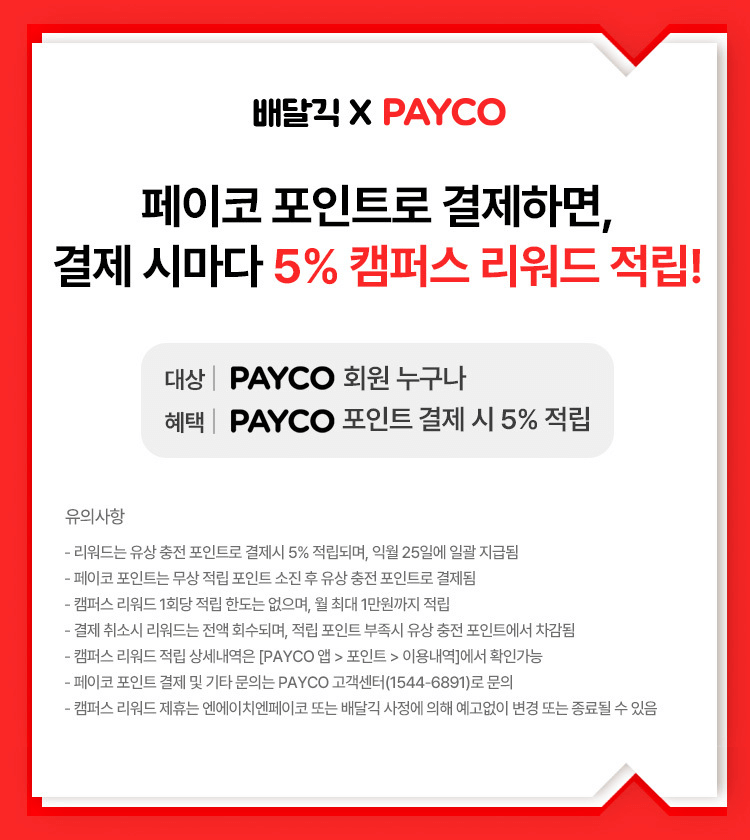 배달긱 X PAYCO
페이코 포인트로 결제하면,
결제 시마다 5% 캠퍼스 리워드 적립!
대상 | PAYCO 회원 누구나
혜택 | PAYCO 포인트 결제 시 5% 적립
유의사항
- 리워드는 유상 충전 포인트로 결제시 5% 적립되며, 익월 25일에 일괄 지급됨
- 페이코 포인트는 무상 적립 포인트 소진 후 유상 충전 포인트로 결제됨
- 캠퍼스 리워드 1회당 적립 한도는 없으며, 월 최대 1만원까지 적립
- 결제 취소시 리워드는 전액 회수되며, 적립 포인트 부족시 유상 충전 포인트에서 차감됨
- 캠퍼스 리워드 적립 상세내역은 [PAYCO 앱 > 포인트 > 이용내역]에서 확인가능
- 페이코 포인트 결제 및 기타 문의는 PAYCO 고객센터(1544-6891)로 문의
- 캠퍼스 리워드 제휴는 엔에이치엔페이코 또는 배달긱 사정에 의해 예고없이 변경 또는 종료될 수 있음